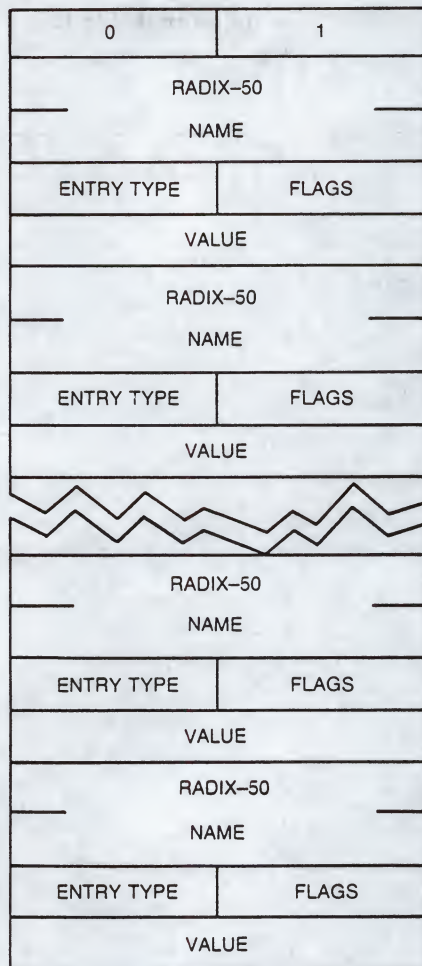 0 1
RADIX–50
NAME
ENTRY TYPE FLAGS
VALUE
RADIX–50
NAME
ENTRY TYPE FLAGS
VALUE
RADIX–50
NAME
ENTRY TYPE FLAGS
VALUE
RADIX–50
NAME
ENTRY TYPE FLAGS
VALUE